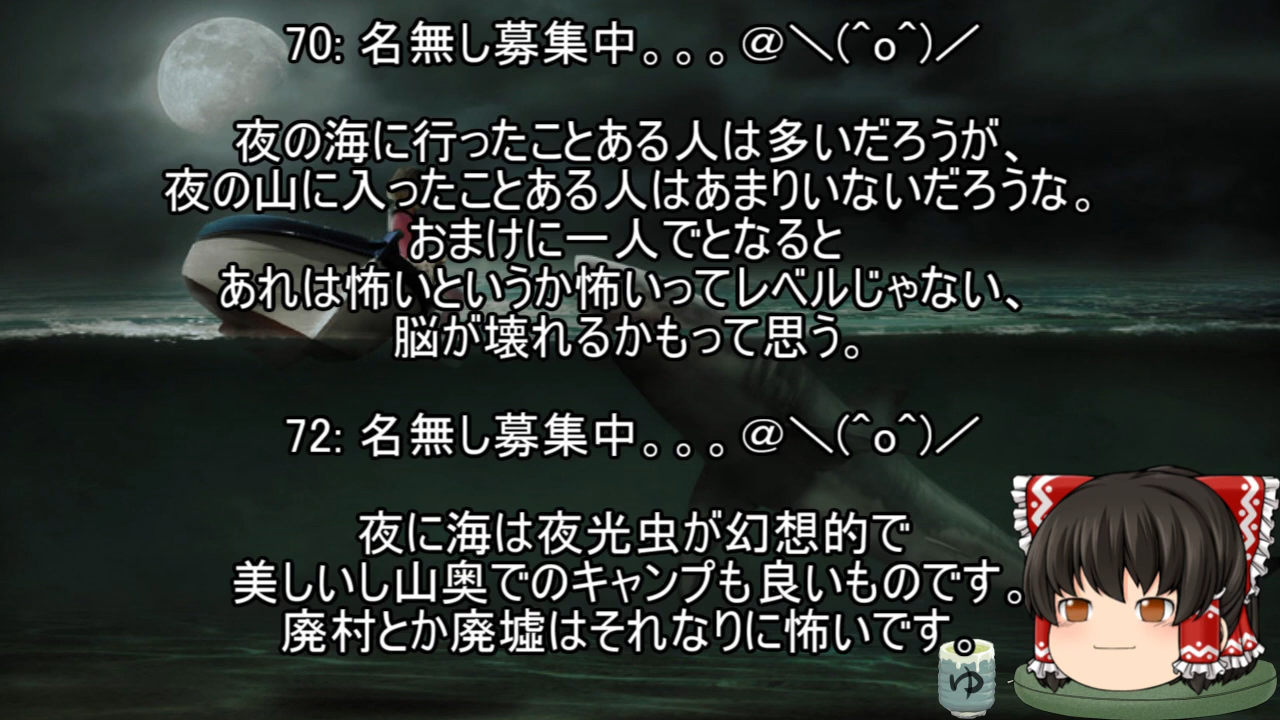 70: 名無し募集中。。。@＼(^o^)／
夜の海に行ったことある人は多いだろうが、
夜の山に入ったことある人はあまりいないだろうな。
おまけに一人でとなると
あれは怖いというか怖いってレベルじゃない、
脳が壊れるかもって思う。
72: 名無し募集中。。。@＼(^o^)／
夜に海は夜光虫が幻想的で
美しいし山奥でのキャンプも良いものです。
廃村とか廃墟はそれなりに怖いです。
ゆ